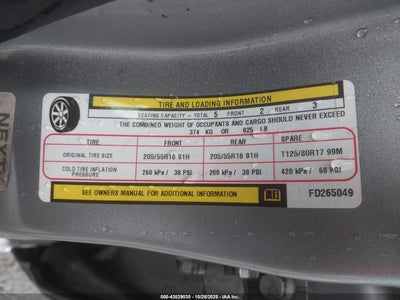 TIRE AND LOADING INFORMATION
SEATING CAPACITY - TOTAL 5 FRONT 2 REAR 3
THE COMBINED WEIGHT OF OCCUPANTS AND CARGO SHOULD NEVER EXCEED
374 KG OR 825 LB
TIRE FRONT REAR SPARE
ORIGINAL TIRE SIZE 205/55R16 91H 205/55R16 91H T125/80R17 99M
COLD TIRE INFLATION PRESSURE 260 kPa / 38 PSI 260 kPa / 38 PSI 420 kPa / 60 PSI
SEE OWNERS MANUAL FOR ADDITIONAL INFORMATION
FD265049
000-43529030 - 10/28/2025 - IAAI.COM